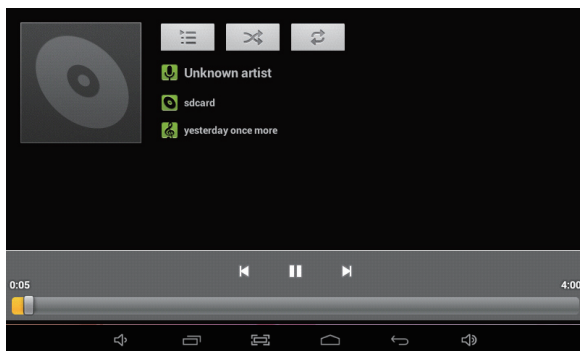 Unknown artist
sdcard
yesterday once more
0:05
4:00